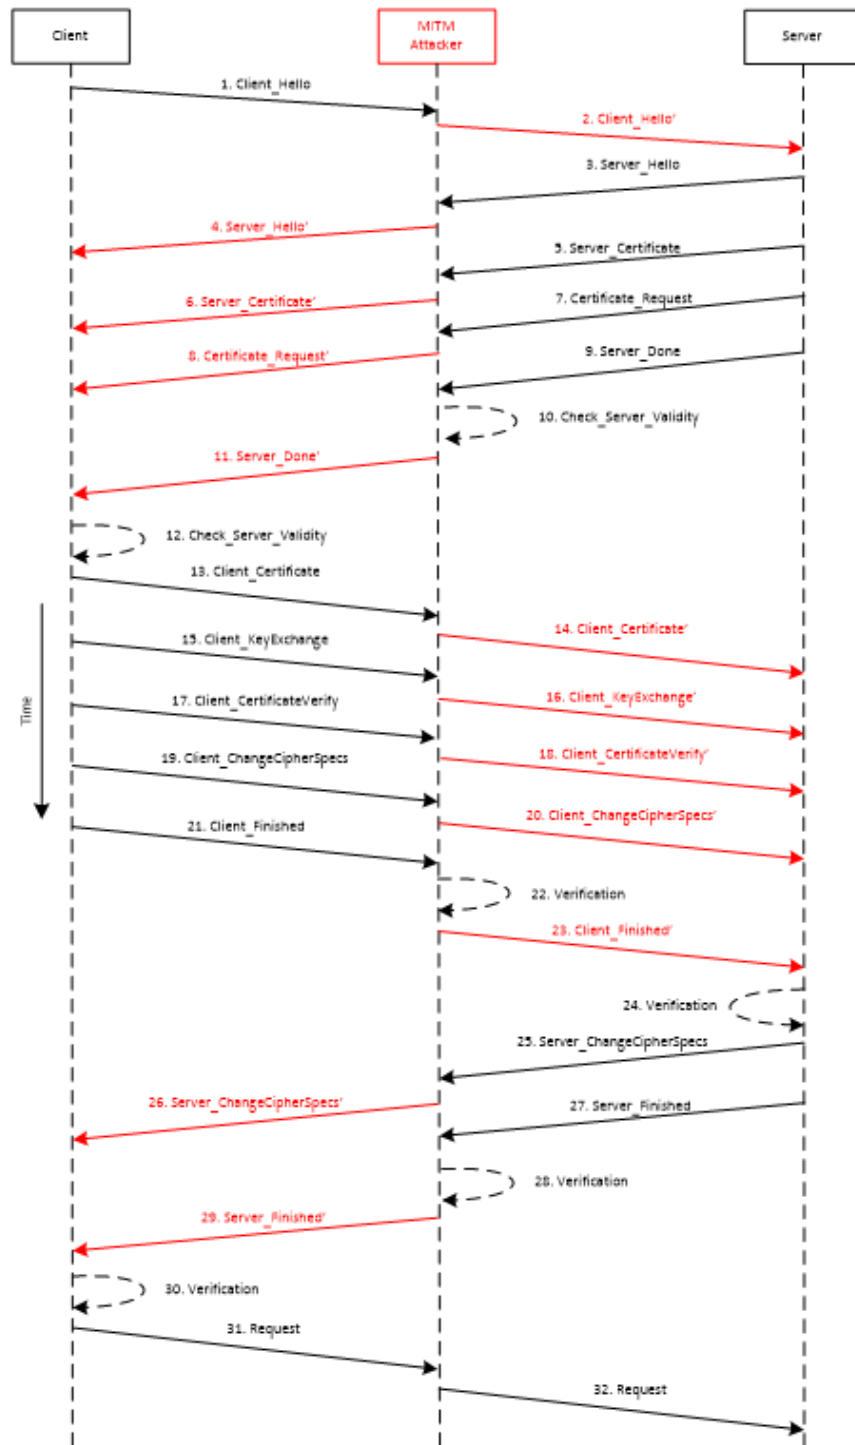 Client
MITM
Attacker
Server
1. Client_Hello
2. Client_Hello'
3. Server_Hello
4. Server_Hello'
5. Server_Certificate
6. Server_Certificate'
7. Certificate_Request
8. Certificate_Request'
9. Server_Done
10. Check_Server_Validity
11. Server_Done'
12. Check_Server_Validity
13. Client_Certificate
14. Client_Certificate'
15. Client_KeyExchange
16. Client_KeyExchange'
17. Client_CertificateVerify
18. Client_CertificateVerify'
19. Client_ChangeCipherSpecs
20. Client_ChangeCipherSpecs'
21. Client_Finished
Time
22. Verification
23. Client_Finished'
24. Verification
25. Server_ChangeCipherSpecs
26. Server_ChangeCipherSpecs'
27. Server_Finished
28. Verification
29. Server_Finished'
30. Verification
31. Request
32. Request